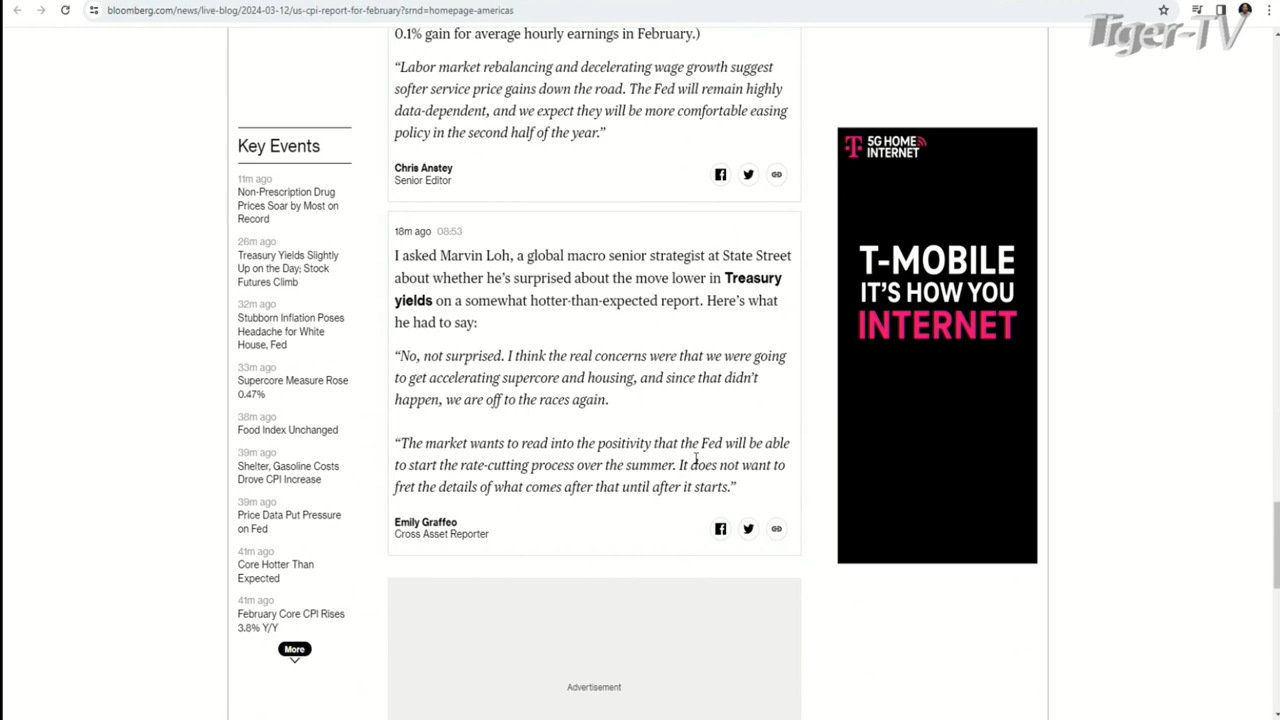 bloomberg.com/news/live-blog/2024-03-12/us-cpi-report-for-february?srnd=homepage-americas
Tiger-TV
0.1% gain for average hourly earnings in February.)
“Labor market rebalancing and decelerating wage growth suggest
softer service price gains down the road. The Fed will remain highly
data-dependent, and we expect they will be more comfortable easing
policy in the second half of the year.”
Chris Anstey
Senior Editor
Key Events
11m ago
Non-Prescription Drug
Prices Soar by Most on
Record
26m ago
Treasury Yields Slightly
Up on the Day; Stock
Futures Climb
32m ago
Stubborn Inflation Poses
Headache for White
House, Fed
33m ago
Supercore Measure Rose
0.47%
38m ago
Food Index Unchanged
39m ago
Shelter, Gasoline Costs
Drove CPI Increase
39m ago
Price Data Put Pressure
on Fed
41m ago
Core Hotter Than
Expected
41m ago
February Core CPI Rises
3.8% Y/Y
More
18m ago 08:53
I asked Marvin Loh, a global macro senior strategist at State Street
about whether he’s surprised about the move lower in Treasury
yields on a somewhat hotter-than-expected report. Here’s what
he had to say:
“No, not surprised. I think the real concerns were that we were going
to get accelerating supercore and housing, and since that didn’t
happen, we are off to the races again.
“The market wants to read into the positivity that the Fed will be able
to start the rate-cutting process over the summer. It does not want to
fret the details of what comes after that until after it starts.”
Emily Graffeo
Cross Asset Reporter
Advertisement
T 5G HOME
INTERNET
T-MOBILE
IT’S HOW YOU
INTERNET